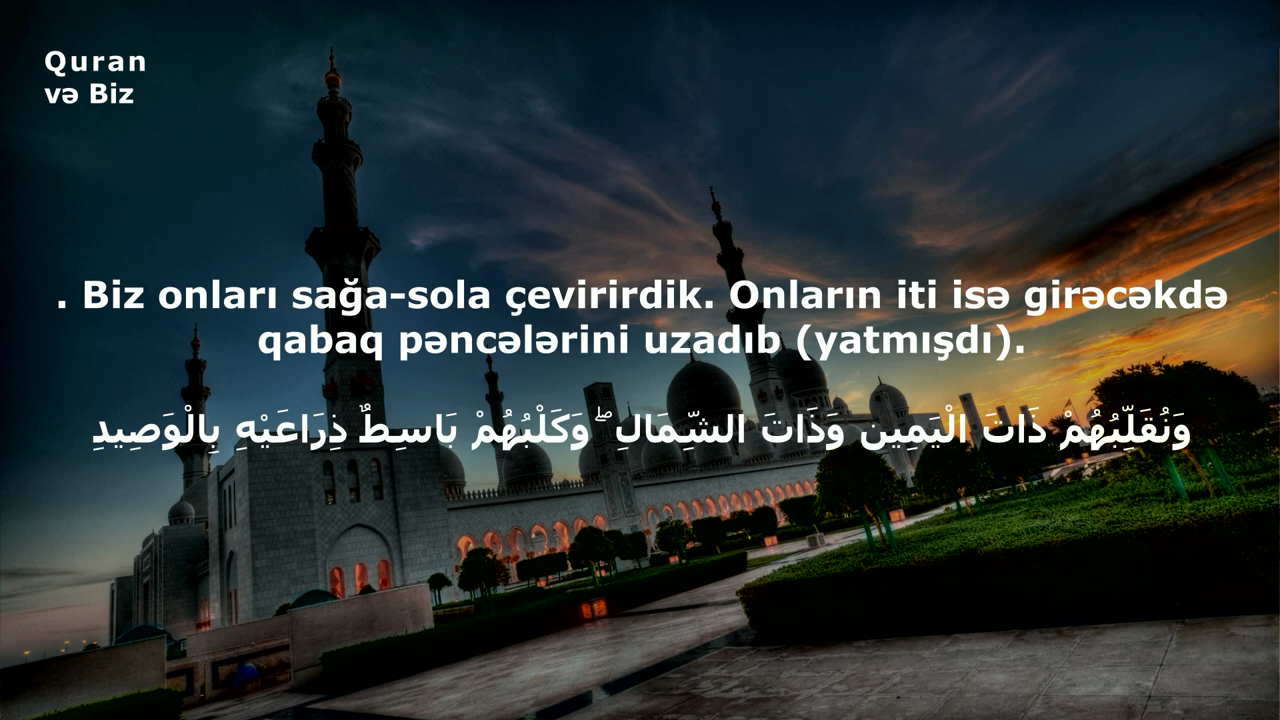 Quran
və Biz
. Biz onları sağa-sola çevirirdik. Onların iti isə girəcəkdə
qabaq pəncələrini uzadıb (yatmışdı).
وَنُقَلِّبُهُمْ ذَاتَ الْيَمِينِ وَذَاتَ الشِّمَالِ ۖ وَكَلْبُهُمْ بَاسِطٌ ذِرَاعَيْهِ بِالْوَصِيدِ